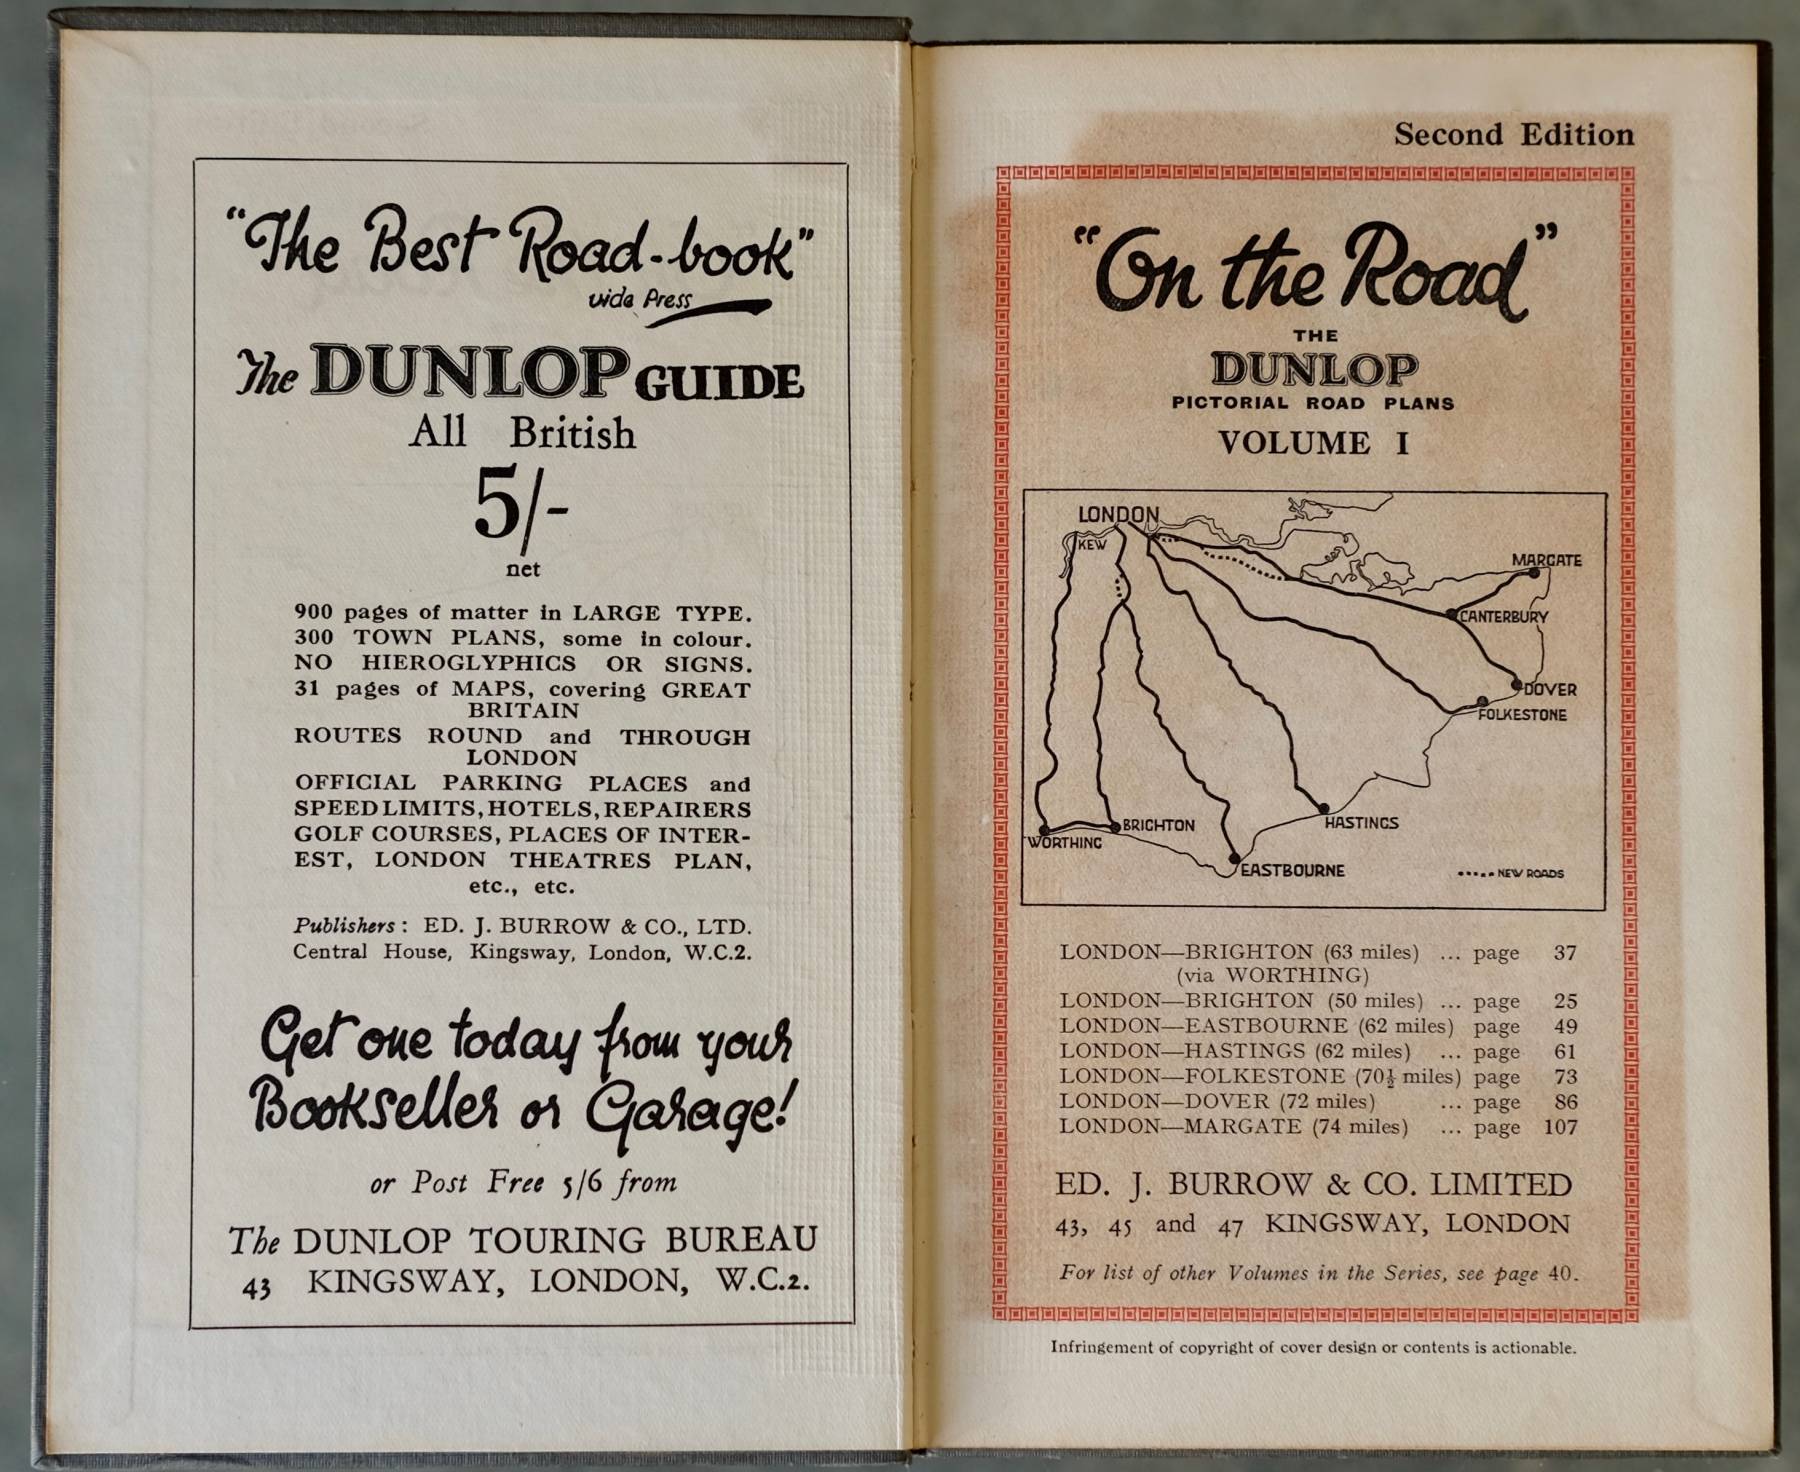 "The Best Road-book"
vide Press
The DUNLOP GUIDE
All British
5/-
net
900 pages of matter in LARGE TYPE.
300 TOWN PLANS, some in colour.
NO HIEROGLYPHICS OR SIGNS.
31 pages of MAPS, covering GREAT
BRITAIN
ROUTES ROUND and THROUGH
LONDON
OFFICIAL PARKING PLACES and
SPEED LIMITS, HOTELS, REPAIRERS
GOLF COURSES, PLACES OF INTER-
EST, LONDON THEATRES PLAN,
etc., etc.
Publishers: ED. J. BURROW & CO., LTD.
Central House, Kingsway, London, W.C.2.
Get one today from your
Bookseller or Garage!
or Post Free 5/6 from
The DUNLOP TOURING BUREAU
43 KINGSWAY, LONDON, W.C.2.
Second Edition
"On the Road"
THE
DUNLOP
PICTORIAL ROAD PLANS
VOLUME I
LONDON
KEW
MARGATE
CANTERBURY
DOVER
FOLKESTONE
HASTINGS
BRIGHTON
WORTHING
EASTBOURNE
..... NEW ROADS
LONDON—BRIGHTON (63 miles) ... page 37
(via WORTHING)
LONDON—BRIGHTON (50 miles) ... page 25
LONDON—EASTBOURNE (62 miles) page 49
LONDON—HASTINGS (62 miles) ... page 61
LONDON—FOLKESTONE (70½ miles) page 73
LONDON—DOVER (72 miles) ... page 86
LONDON—MARGATE (74 miles) ... page 107
ED. J. BURROW & CO. LIMITED
43, 45 and 47 KINGSWAY, LONDON
For list of other Volumes in the Series, see page 40.
Infringement of copyright of cover design or contents is actionable.